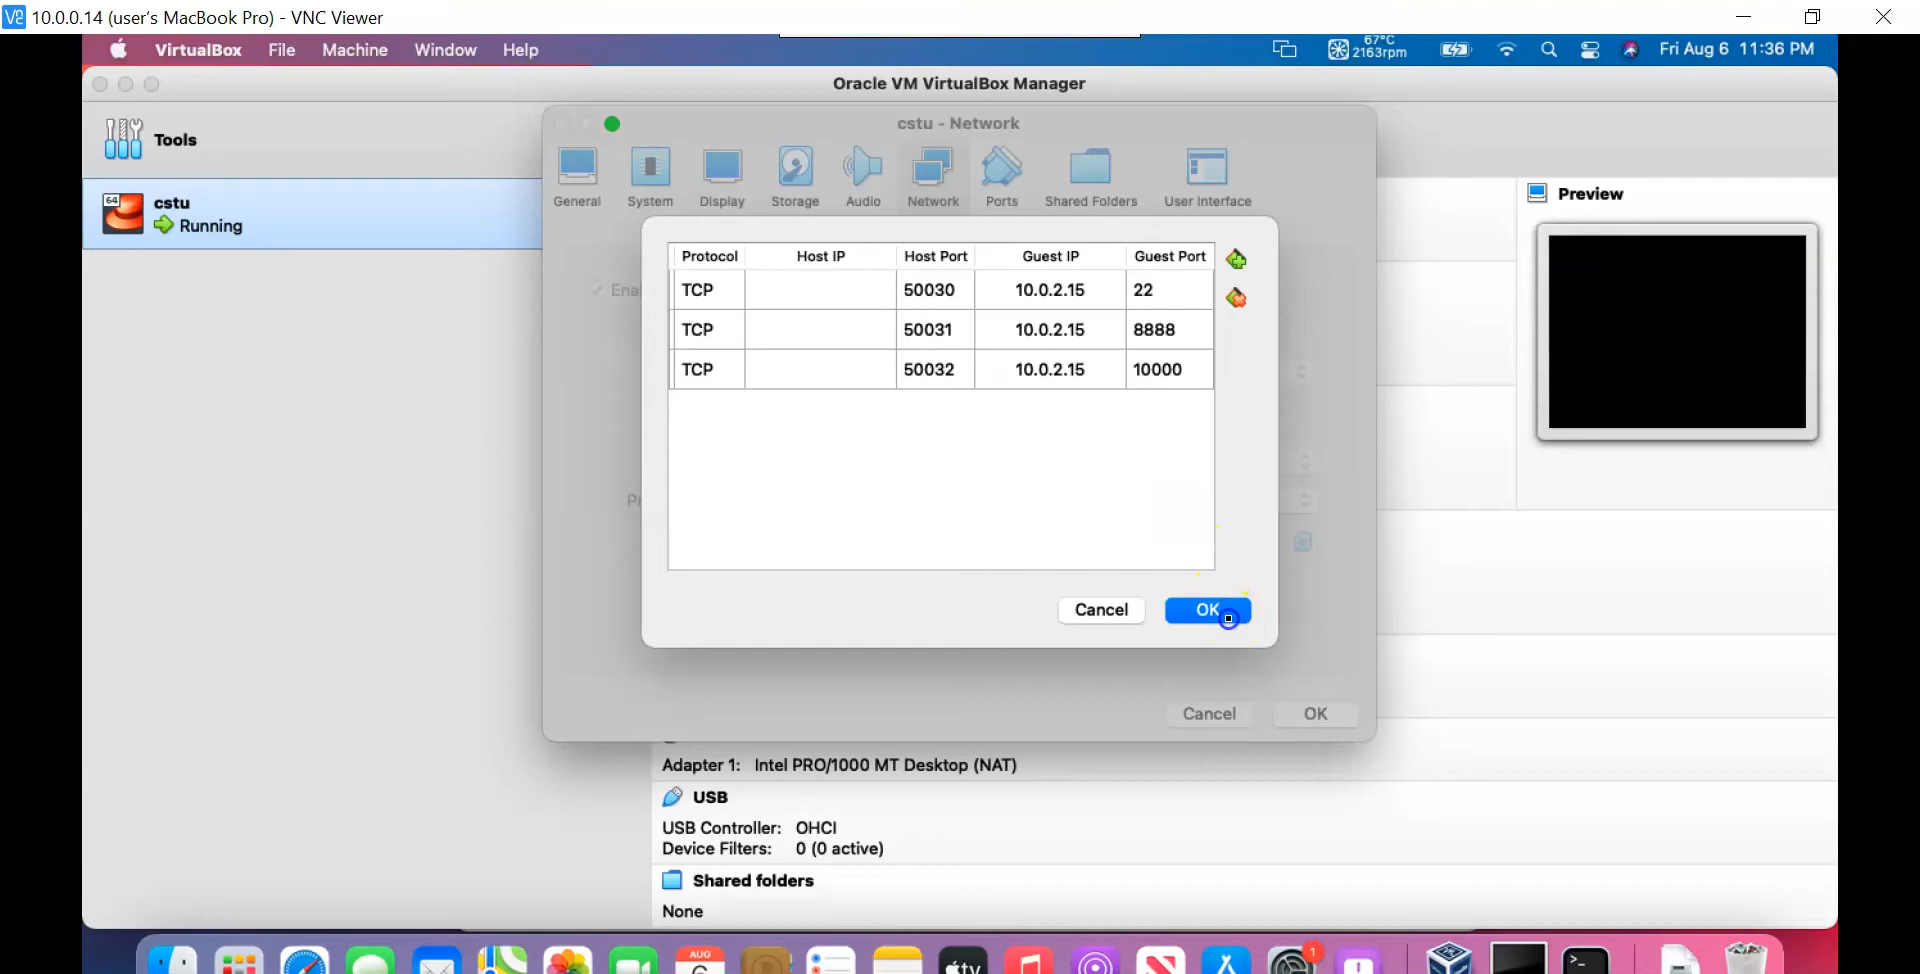 10.0.0.14 (user's MacBook Pro) - VNC Viewer
VirtualBox File Machine Window Help
67°C
2163rpm
Fri Aug 6 11:36 PM
Oracle VM VirtualBox Manager
Tools
cstu - Network
General System Display Storage Audio Network Ports Shared Folders User Interface
64
cstu
Running
Preview
Protocol Host IP Host Port Guest IP Guest Port
TCP 50030 10.0.2.15 22
TCP 50031 10.0.2.15 8888
TCP 50032 10.0.2.15 10000
Cancel OK
Cancel OK
Adapter 1: Intel PRO/1000 MT Desktop (NAT)
USB
USB Controller: OHCI
Device Filters: 0 (0 active)
Shared folders
None
AUG
tv
1